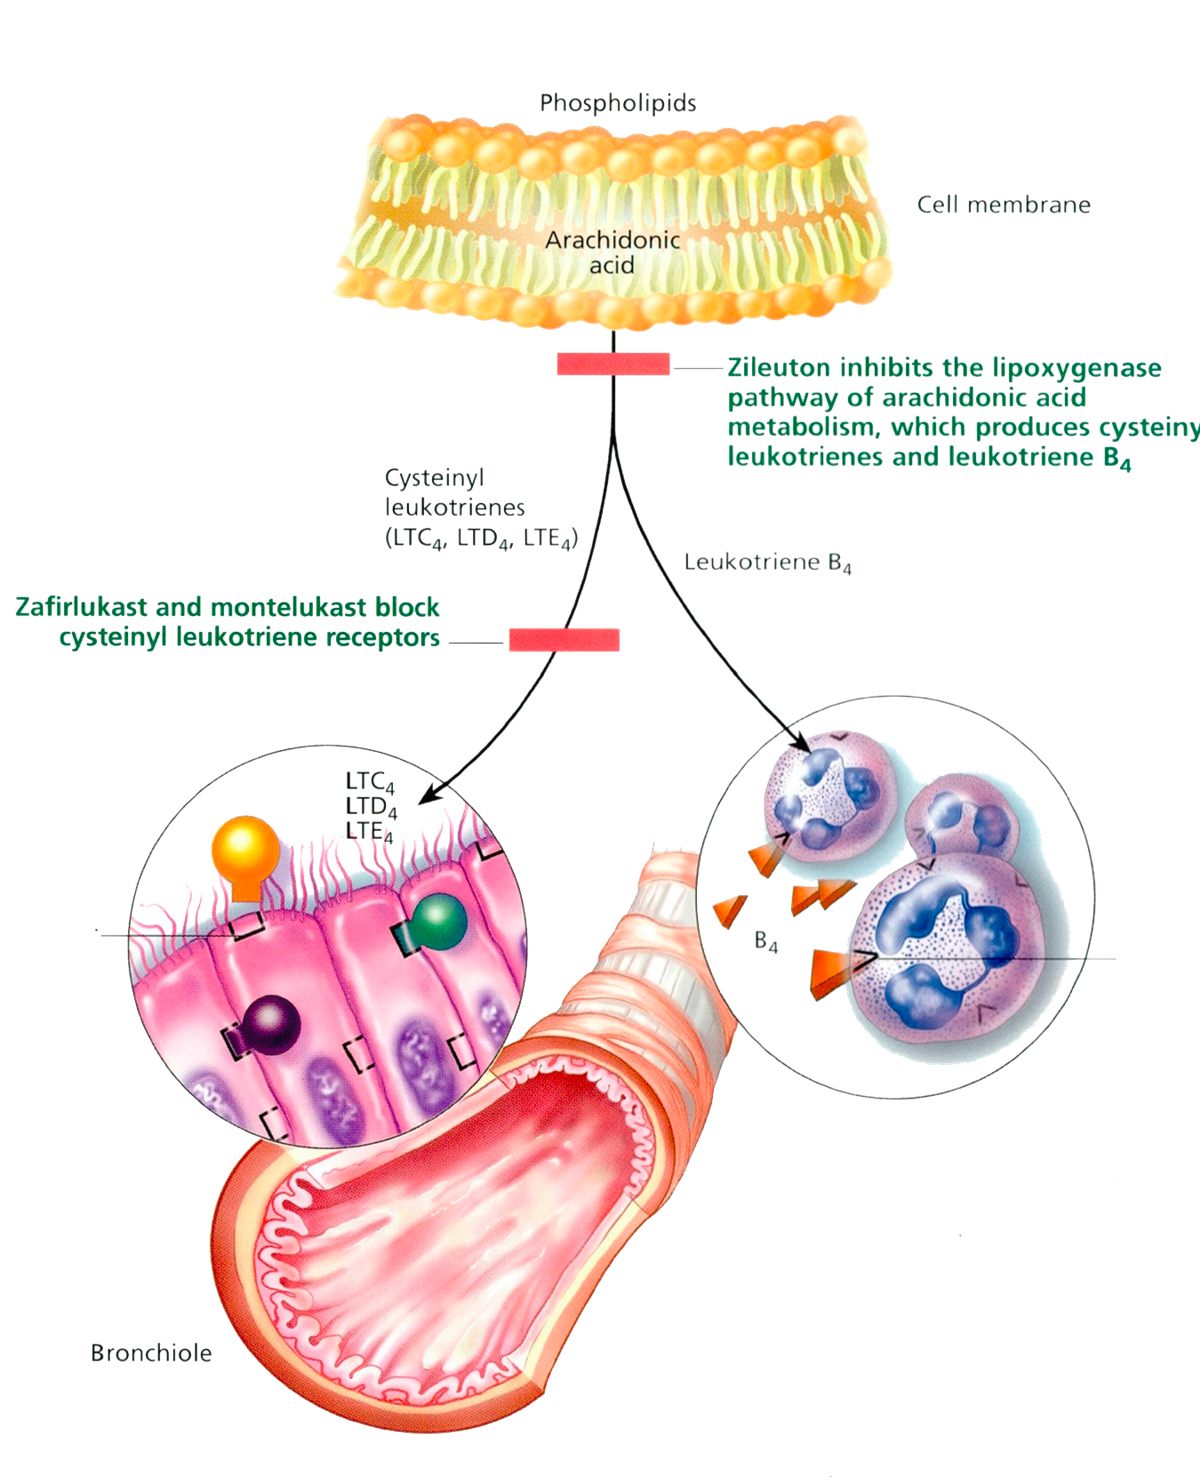 Phospholipids
Cell membrane
Arachidonic
acid
Zileuton inhibits the lipoxygenase
pathway of arachidonic acid
metabolism, which produces cysteiny
leukotrienes and leukotriene B₄
Cysteinyl
leukotrienes
(LTC₄, LTD₄, LTE₄)
Leukotriene B₄
Zafirlukast and montelukast block
cysteinyl leukotriene receptors
LTC₄
LTD₄
LTE₄
B₄
Bronchiole